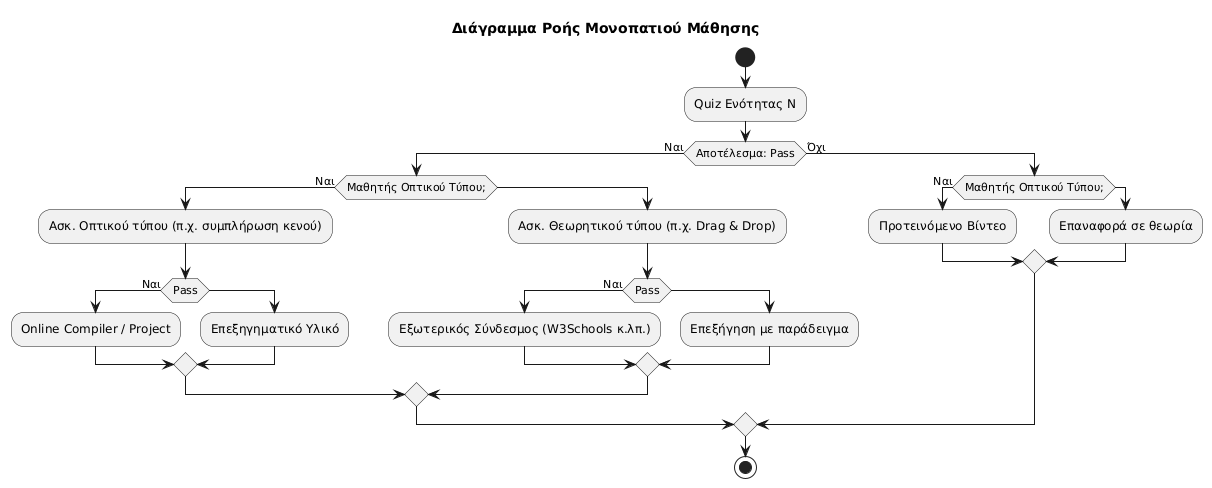 Διάγραμμα Ροής Μονοπατιού Μάθησης
Quiz Ενότητας Ν
Ναι
Αποτέλεσμα: Pass
Όχι
Ναι
Μαθητής Οπτικού Τύπου;
Ναι
Μαθητής Οπτικού Τύπου;
Ασκ. Οπτικού τύπου (π.χ. συμπλήρωση κενού)
Ασκ. Θεωρητικού τύπου (π.χ. Drag & Drop)
Προτεινόμενο Βίντεο
Επαναφορά σε θεωρία
Ναι
Pass
Ναι
Pass
Online Compiler / Project
Επεξηγηματικό Υλικό
Εξωτερικός Σύνδεσμος (W3Schools κ.λπ.)
Επεξήγηση με παράδειγμα